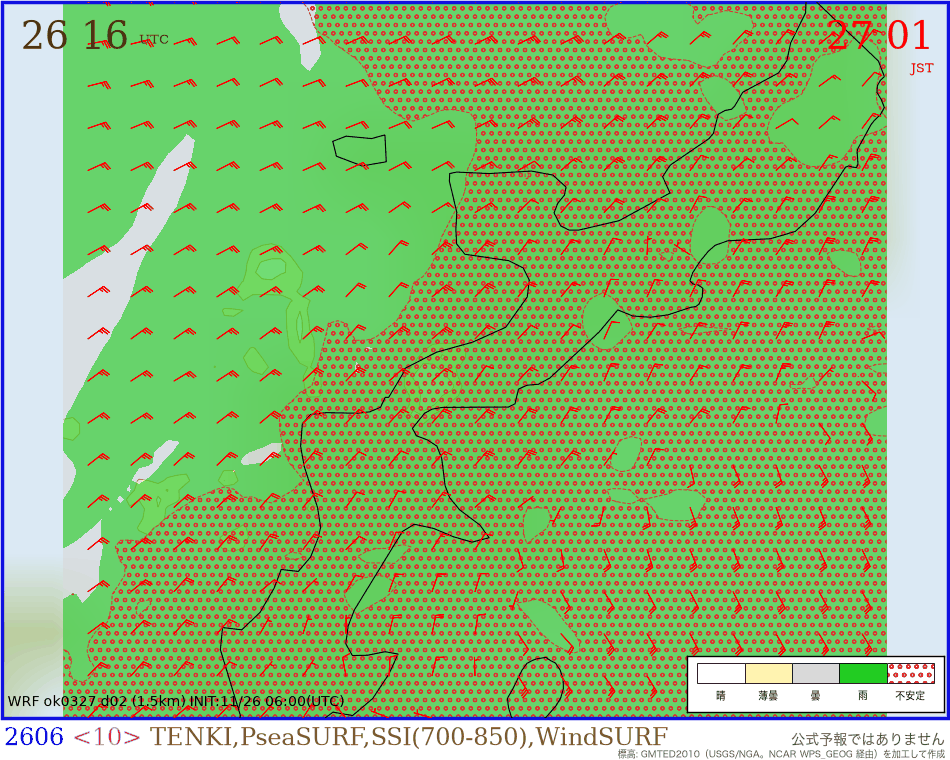 26 16 UTC
27 01
JST
WRF ok0327.d02 (1.5km) INIT:11/26 06:00(UTC)
晴 薄曇 曇 雨 不安定
2606 <10> TENKI,PseaSURF,SSI(700-850),WindSURF
公式予報ではありません
標高: GMTED2010（USGS/NGA。NCAR WPS_GEOG 経由）を加工して作成